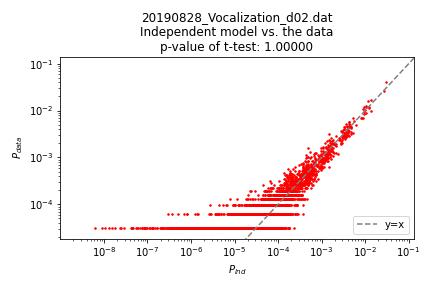 20190828_Vocalization_d02.dat
Independent model vs. the data
p-value of t-test: 1.00000
10⁻¹
10⁻²
10⁻³
10⁻⁴
P_data
y=x
10⁻⁸ 10⁻⁷ 10⁻⁶ 10⁻⁵ 10⁻⁴ 10⁻³ 10⁻² 10⁻¹
P_ind